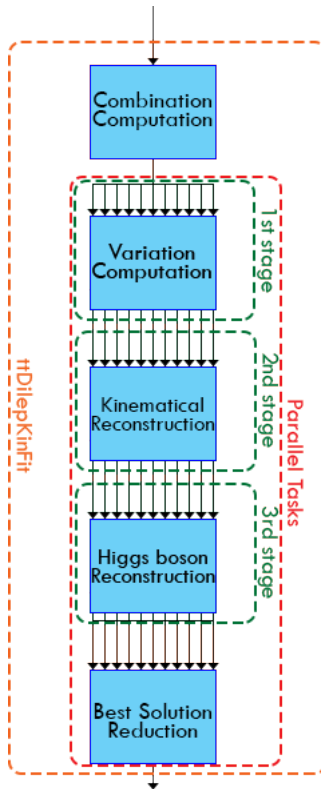 Combination
Computation
1st stage
Variation
Computation
2nd stage
Kinematical
Reconstruction
ttDilepKinFit
Parallel Tasks
3rd stage
Higgs boson
Reconstruction
Best Solution
Reduction